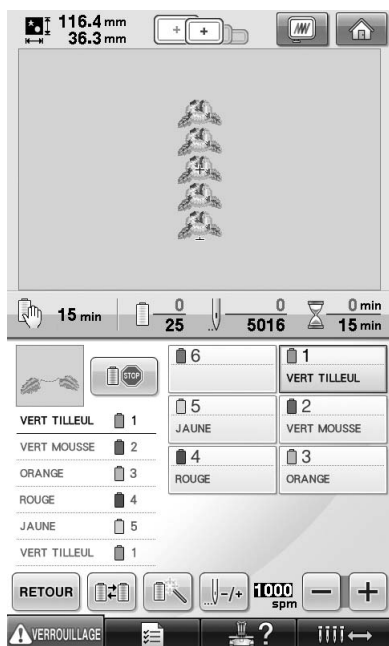 116.4 mm
36.3 mm
15 min
0
25
0
5016
0 min
15 min
STOP
6
1
VERT TILLEUL
5
JAUNE
2
VERT MOUSSE
4
ROUGE
3
ORANGE
VERT TILLEUL 1
VERT MOUSSE 2
ORANGE 3
ROUGE 4
JAUNE 5
VERT TILLEUL 1
RETOUR
-/+
1000
spm
− +
VERROUILLAGE
?